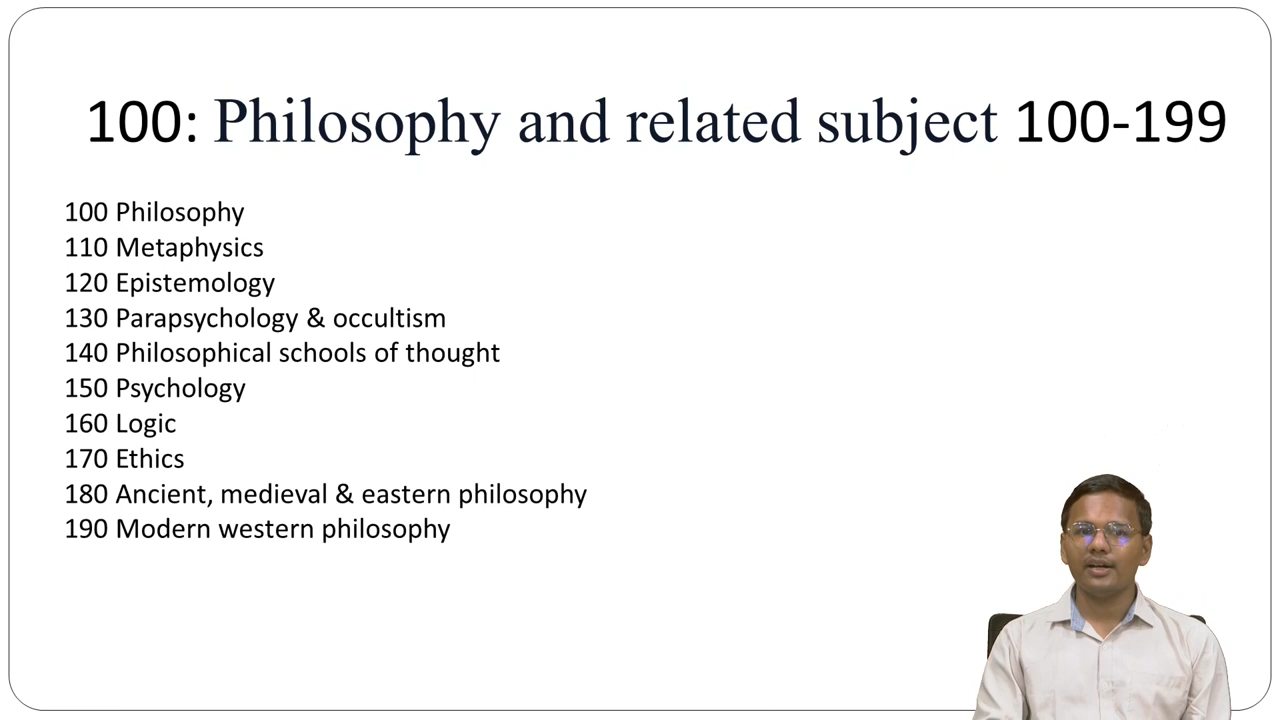 100: Philosophy and related subject 100-199
100 Philosophy
110 Metaphysics
120 Epistemology
130 Parapsychology & occultism
140 Philosophical schools of thought
150 Psychology
160 Logic
170 Ethics
180 Ancient, medieval & eastern philosophy
190 Modern western philosophy